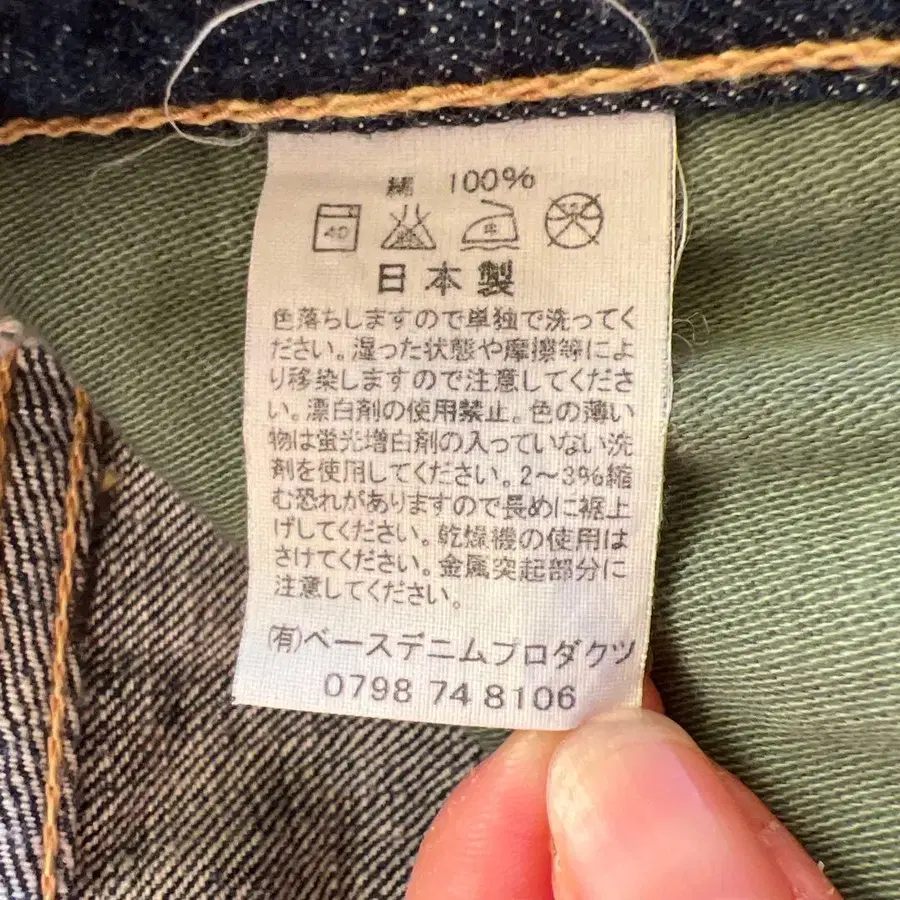 綿 100%
40
中
日本製
色落ちしますので単独で洗ってく
ださい。湿った状態や摩擦等によ
り移染しますので注意してくださ
い。漂白剤の使用禁止。色の薄い
物は蛍光増白剤の入っていない洗
剤を使用してください。2～3%縮
む恐れがありますので長めに裾上
げしてください。乾燥機の使用は
さけてください。金属突起部分に
注意してください。
(有)ベースデニムプロダクツ
0798 74 8106